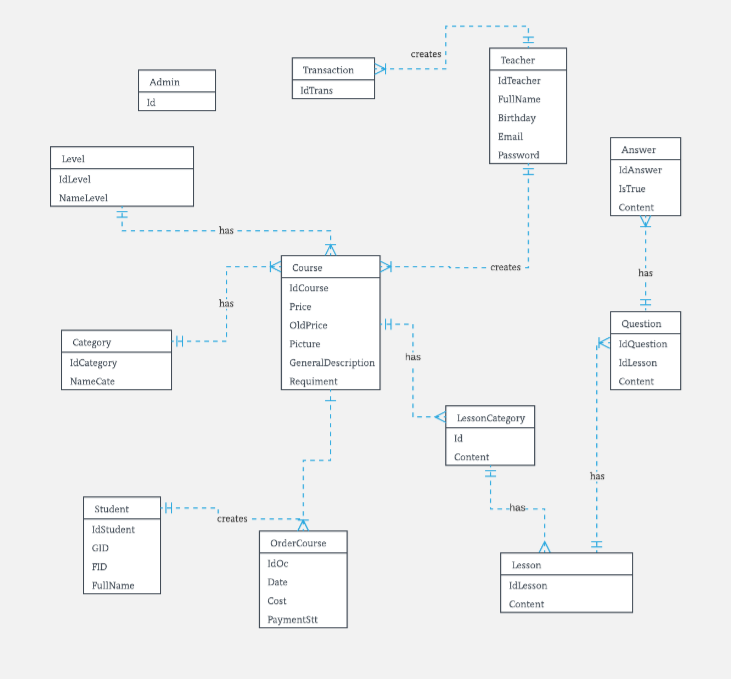 creates
Teacher
IdTeacher
FullName
Birthday
Email
Password
Transaction
IdTrans
Admin
Id
Level
IdLevel
NameLevel
Answer
IdAnswer
IsTrue
Content
has
has
creates
has
Course
IdCourse
Price
OldPrice
Picture
GeneralDescription
Requiment
Category
IdCategory
NameCate
Question
IdQuestion
IdLesson
Content
has
LessonCategory
Id
Content
has
has
Student
IdStudent
GID
FID
FullName
creates
OrderCourse
IdOc
Date
Cost
PaymentStt
Lesson
IdLesson
Content